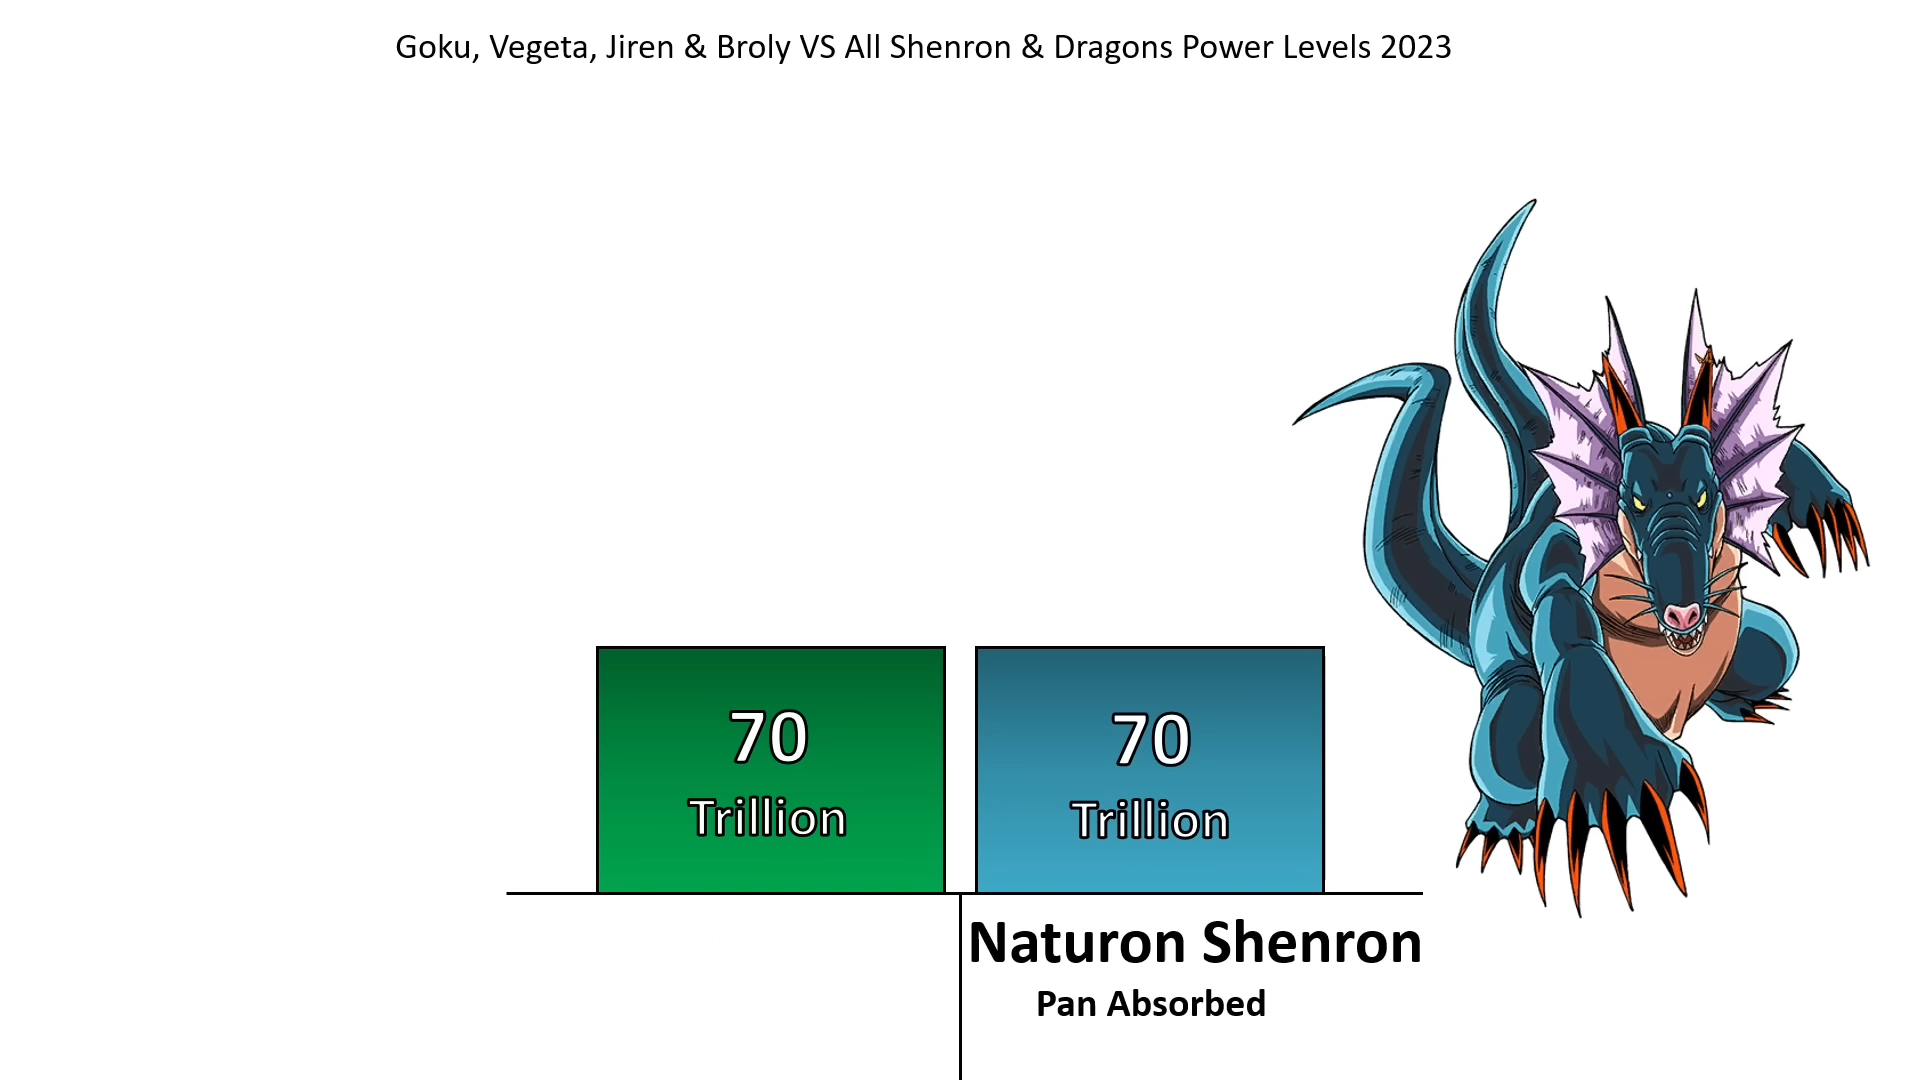 Goku, Vegeta, Jiren & Broly VS All Shenron & Dragons Power Levels 2023
70
Trillion
70
Trillion
Naturon Shenron
Pan Absorbed